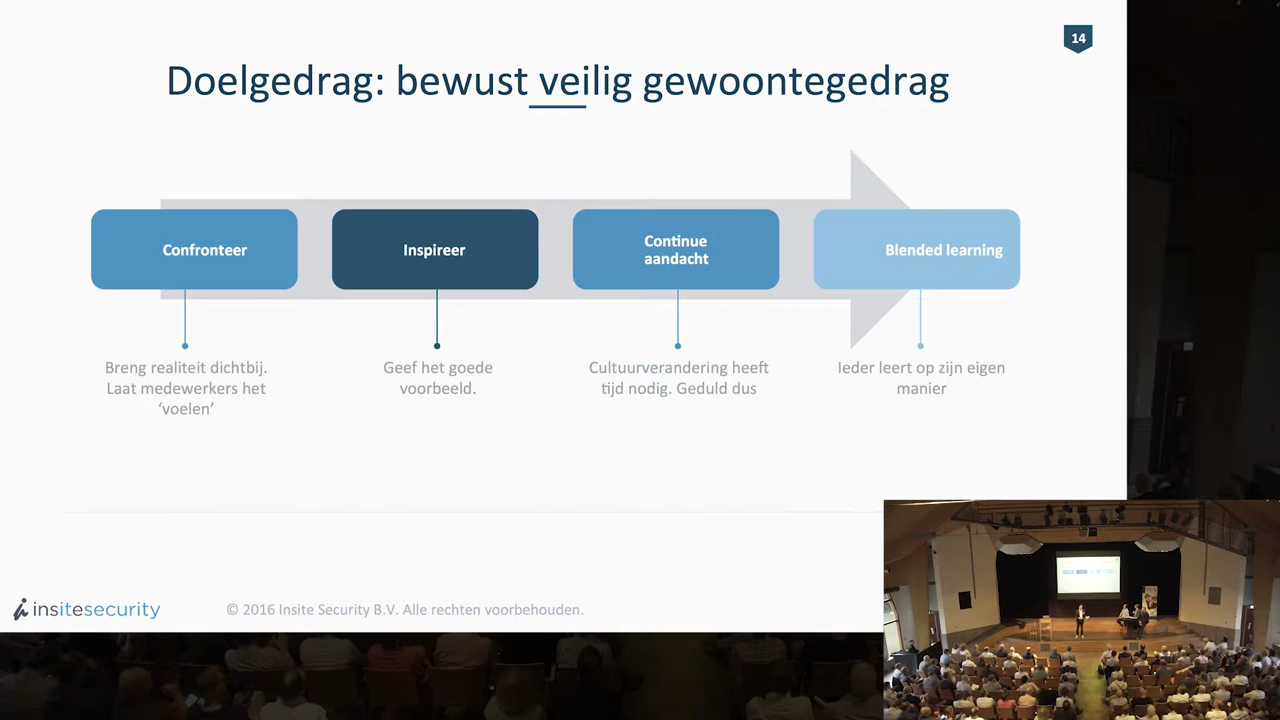 14
Doelgedrag: bewust veilig gewoontegedrag
Confronteer
Inspireer
Continue
aandacht
Blended learning
Breng realiteit dichtbij.
Laat medewerkers het
‘voelen’
Geef het goede
voorbeeld.
Cultuurverandering heeft
tijd nodig. Geduld dus
Ieder leert op zijn eigen
manier
insitesecurity
© 2016 Insite Security B.V. Alle rechten voorbehouden.